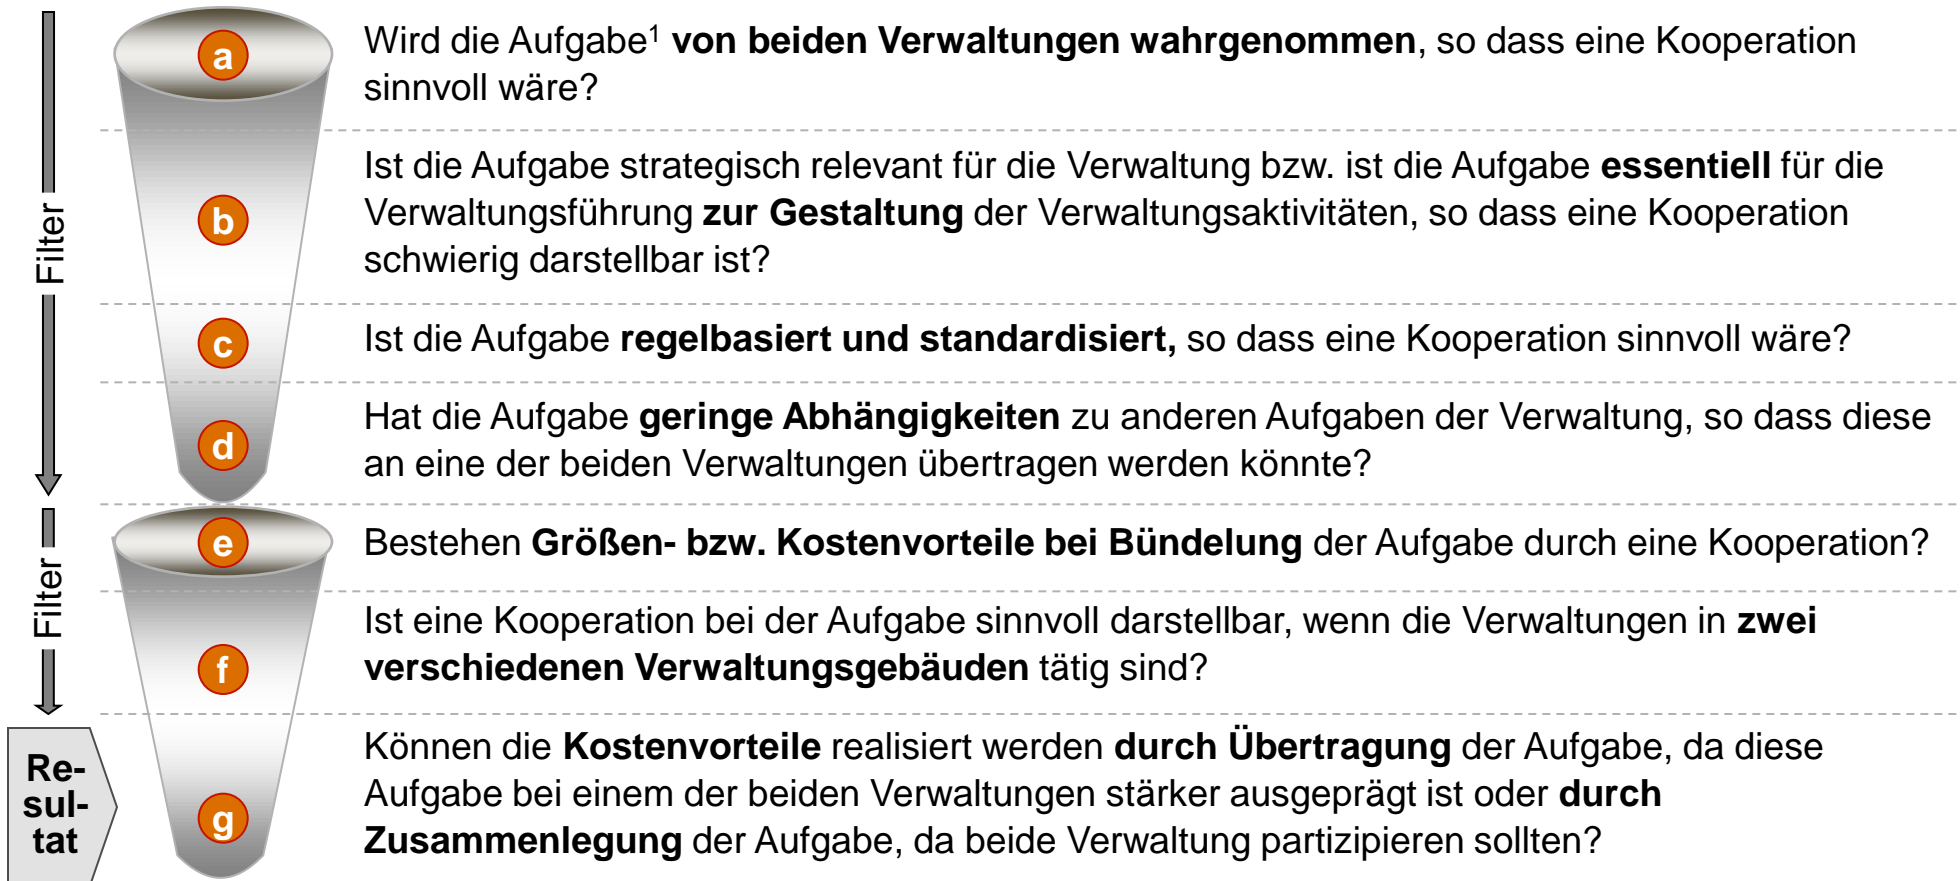 a
Wird die Aufgabe¹ von beiden Verwaltungen wahrgenommen, so dass eine Kooperation
sinnvoll wäre?
Filter
b
Ist die Aufgabe strategisch relevant für die Verwaltung bzw. ist die Aufgabe essentiell für die
Verwaltungsführung zur Gestaltung der Verwaltungsaktivitäten, so dass eine Kooperation
schwierig darstellbar ist?
c
Ist die Aufgabe regelbasiert und standardisiert, so dass eine Kooperation sinnvoll wäre?
d
Hat die Aufgabe geringe Abhängigkeiten zu anderen Aufgaben der Verwaltung, so dass diese
an eine der beiden Verwaltungen übertragen werden könnte?
e
Bestehen Größen- bzw. Kostenvorteile bei Bündelung der Aufgabe durch eine Kooperation?
Filter
f
Ist eine Kooperation bei der Aufgabe sinnvoll darstellbar, wenn die Verwaltungen in zwei
verschiedenen Verwaltungsgebäuden tätig sind?
Re-
sul-
tat
g
Können die Kostenvorteile realisiert werden durch Übertragung der Aufgabe, da diese
Aufgabe bei einem der beiden Verwaltungen stärker ausgeprägt ist oder durch
Zusammenlegung der Aufgabe, da beide Verwaltung partizipieren sollten?